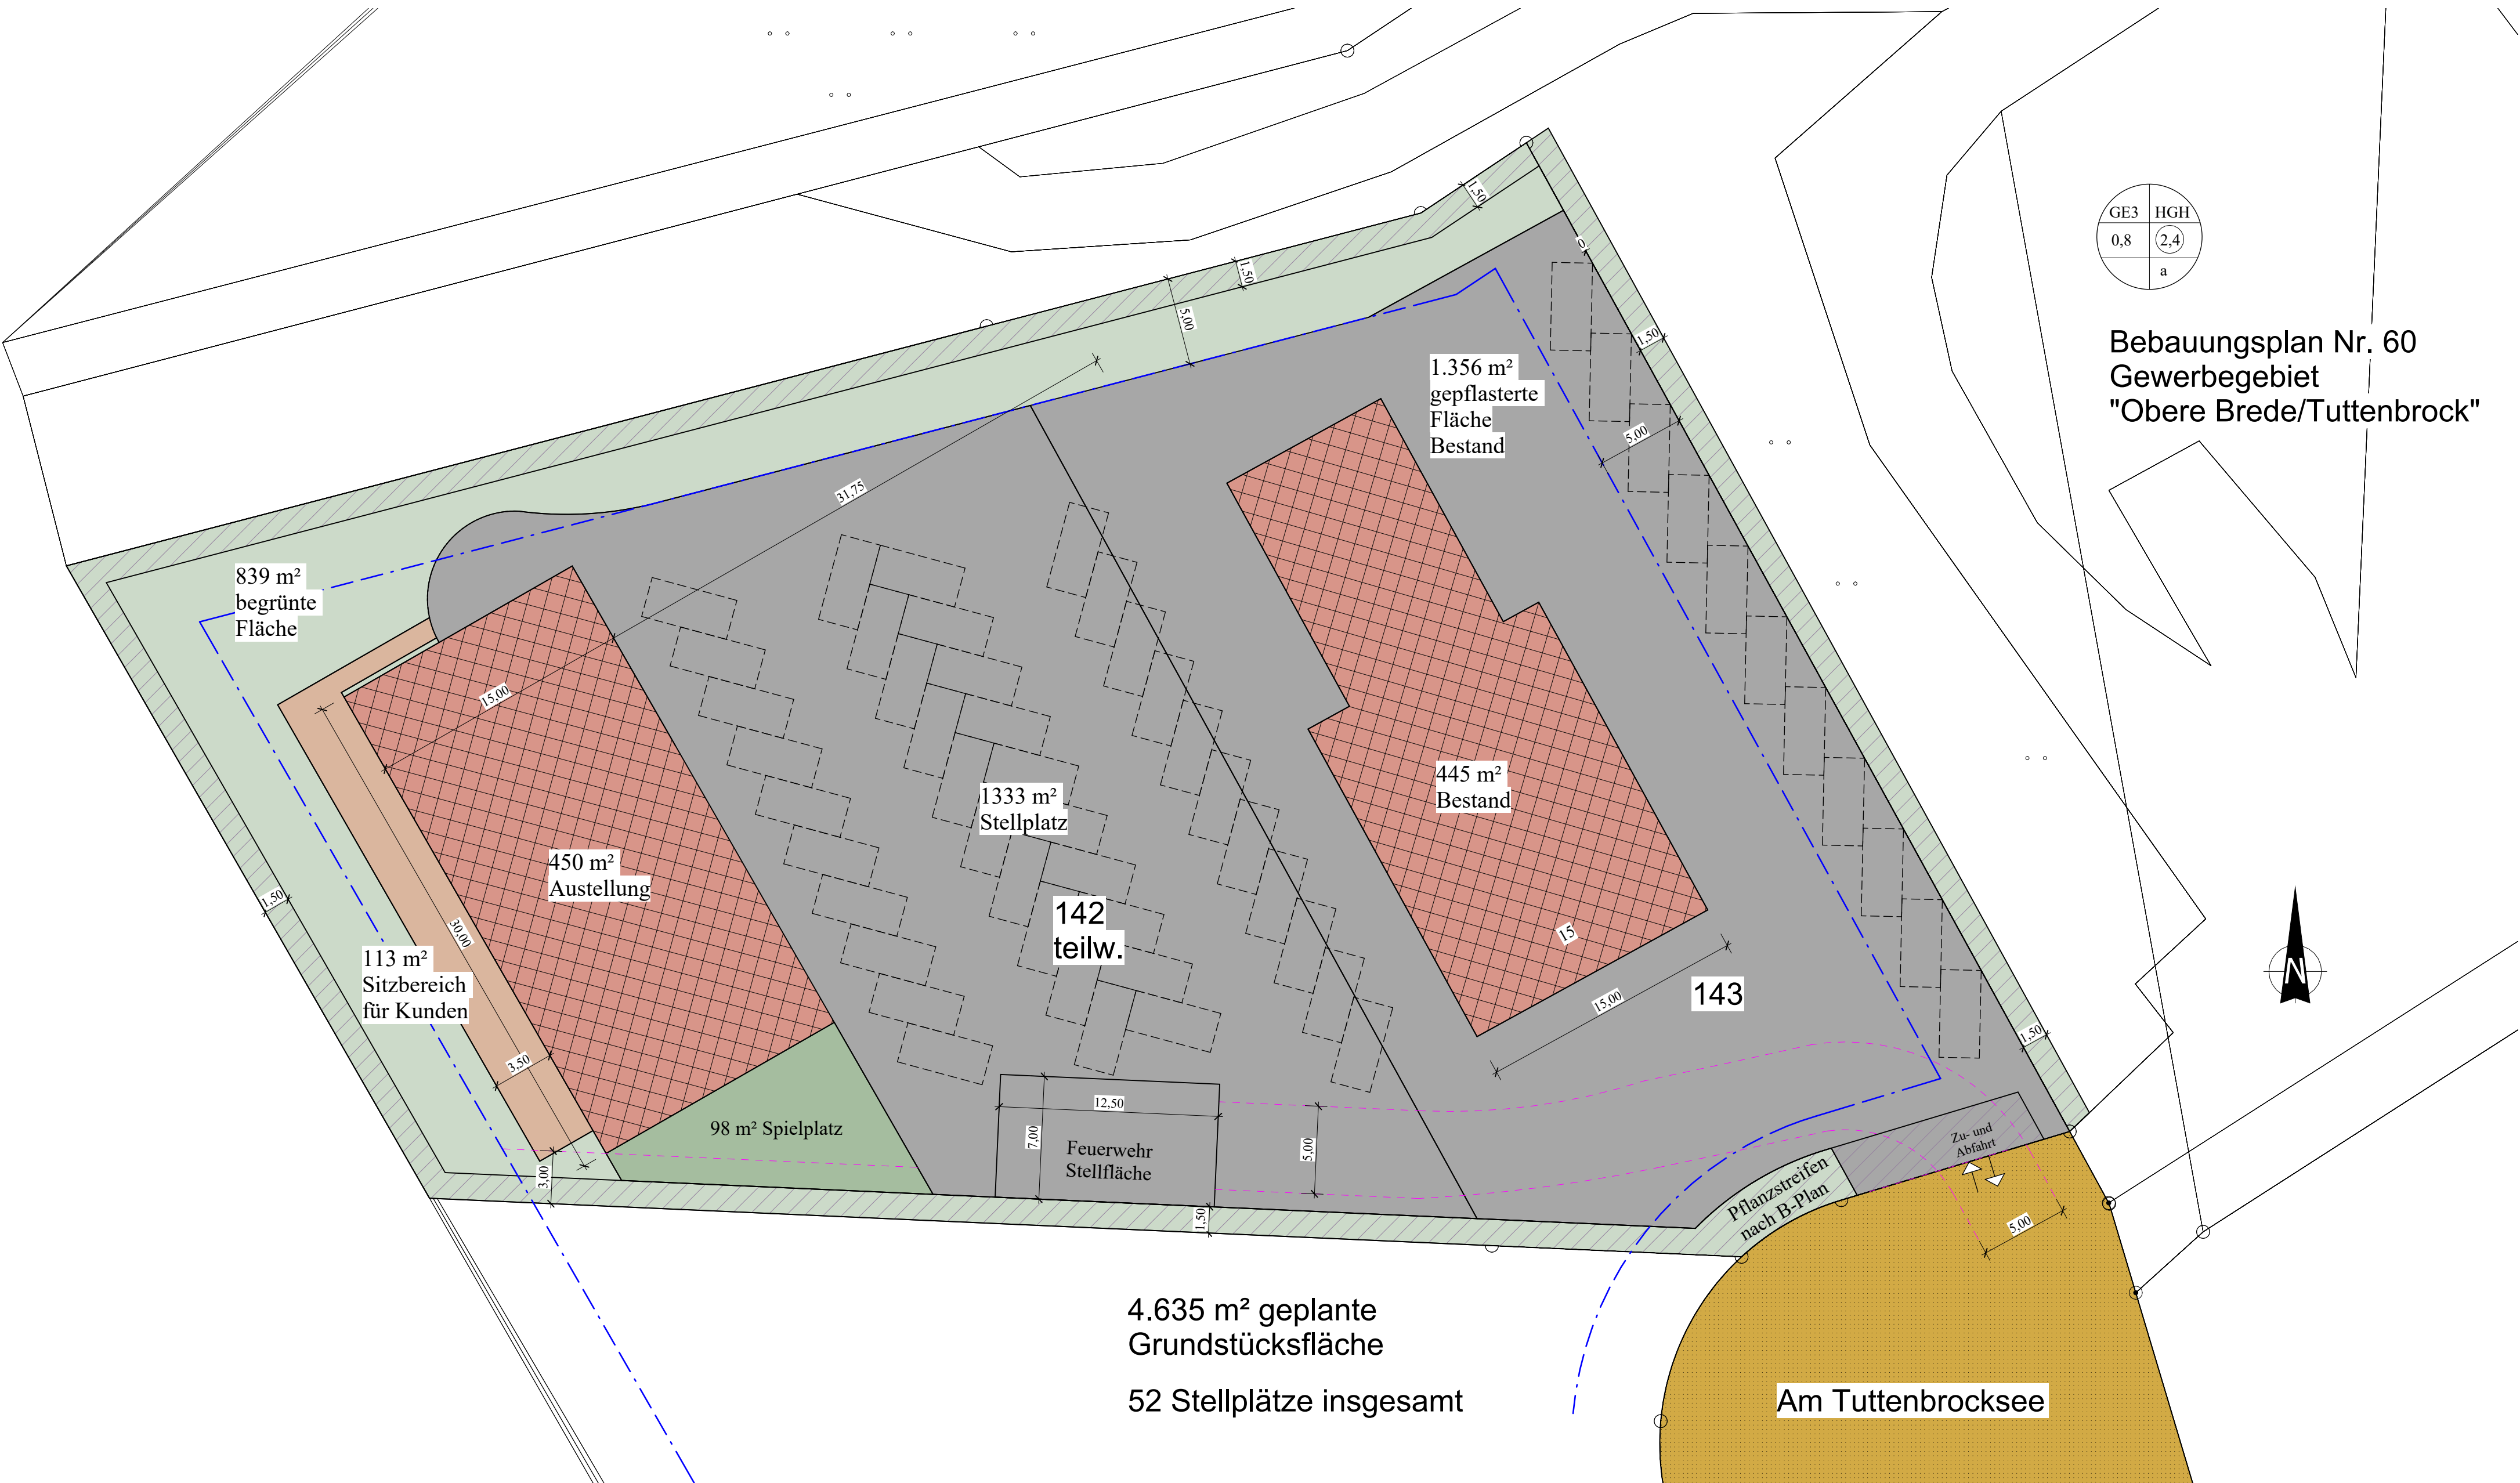 1,50
1,50
5,00
0
GE3 HGH
0,8 2,4
a
Bebauungsplan Nr. 60
Gewerbegebiet
"Obere Brede/Tuttenbrock"
1.356 m²
gepflasterte
Fläche
Bestand
1,50
5,00
31,75
839 m²
begrünte
Fläche
15,00
1333 m²
Stellplatz
445 m²
Bestand
450 m²
Austellung
142
teilw.
1,50
30,00
113 m²
Sitzbereich
für Kunden
15
15,00
143
N
3,50
1,50
98 m² Spielplatz
12,50
7,00
Feuerwehr
Stellfläche
5,00
3,00
1,50
Zu- und
Abfahrt
Pflanzstreifen
nach B-Plan
5,00
4.635 m² geplante
Grundstücksfläche
52 Stellplätze insgesamt
Am Tuttenbrocksee